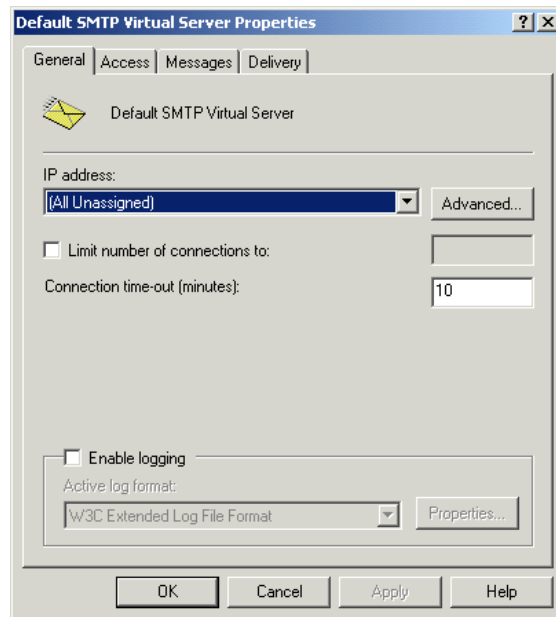 Default SMTP Virtual Server Properties
General Access Messages Delivery
Default SMTP Virtual Server
IP address:
(All Unassigned) Advanced...
Limit number of connections to:
Connection time-out (minutes): 10
Enable logging
Active log format:
W3C Extended Log File Format Properties...
OK Cancel Apply Help